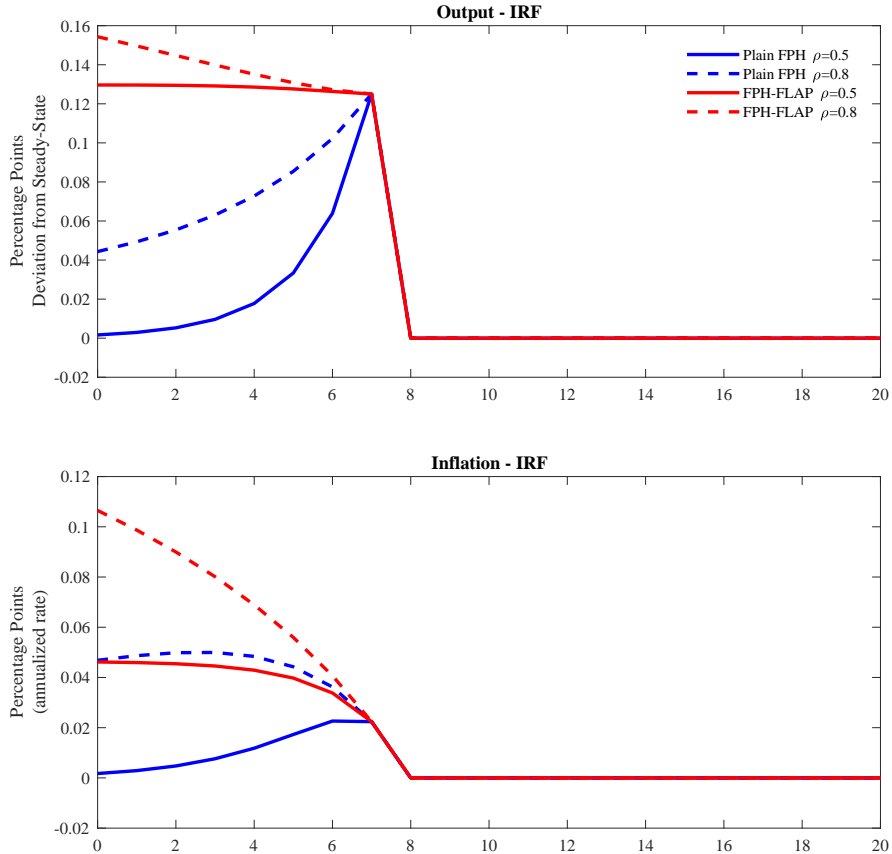 Output - IRF
Percentage Points
Deviation from Steady-State
0.16
0.14
0.12
0.1
0.08
0.06
0.04
0.02
0
-0.02
Plain FPH ρ=0.5
Plain FPH ρ=0.8
FPH-FLAP ρ=0.5
FPH-FLAP ρ=0.8
0 2 4 6 8 10 12 14 16 18 20
Inflation - IRF
Percentage Points
(annualized rate)
0.12
0.1
0.08
0.06
0.04
0.02
0
-0.02
0 2 4 6 8 10 12 14 16 18 20